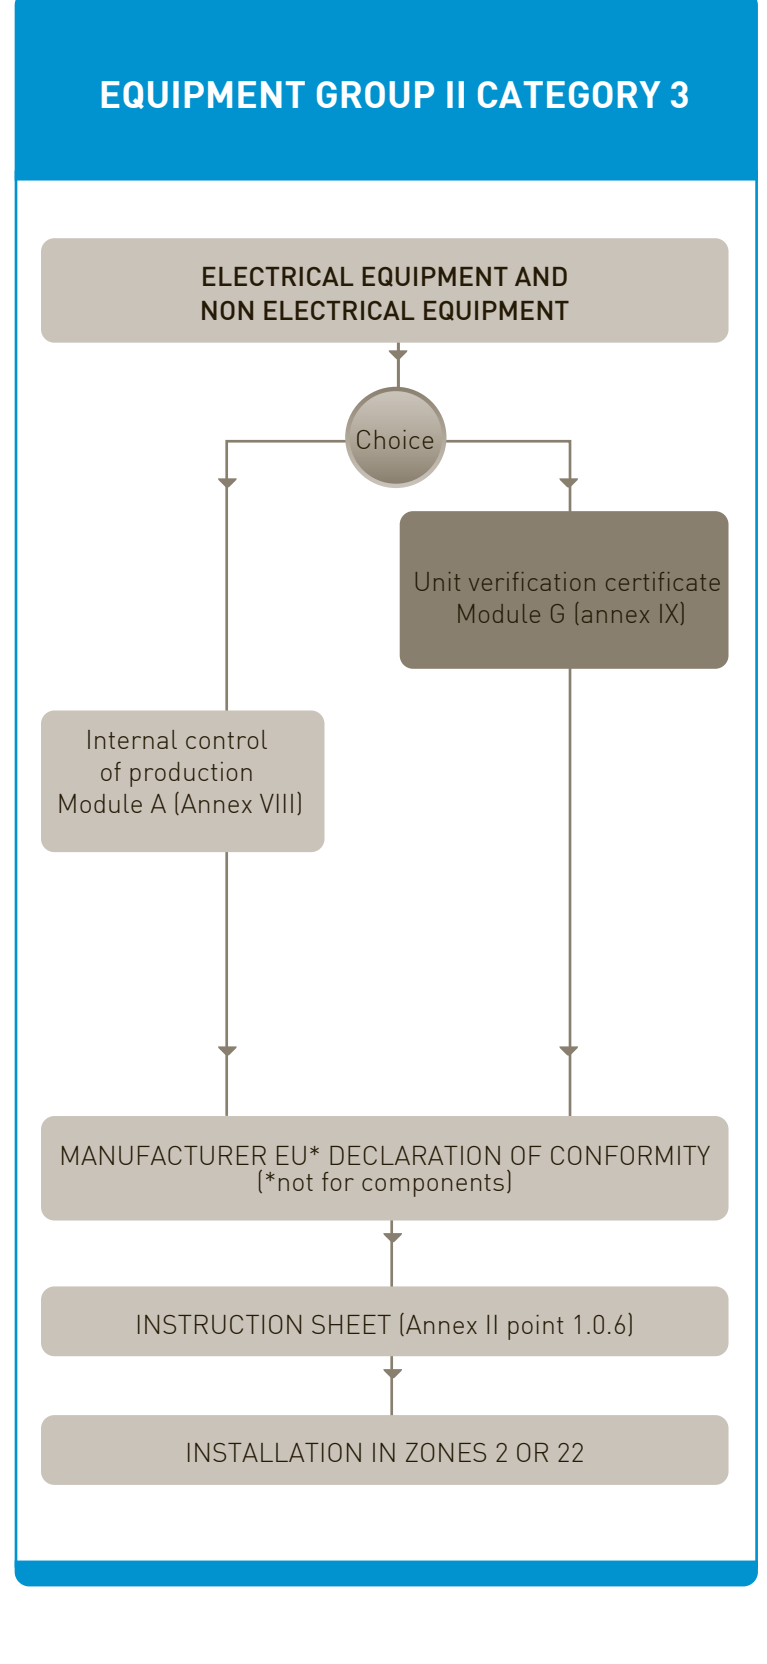 EQUIPMENT GROUP II CATEGORY 3
ELECTRICAL EQUIPMENT AND
NON ELECTRICAL EQUIPMENT
Choice
Unit verification certificate
Module G (annex IX)
Internal control
of production
Module A (Annex VIII)
MANUFACTURER EU* DECLARATION OF CONFORMITY
(*not for components)
INSTRUCTION SHEET (Annex II point 1.0.6)
INSTALLATION IN ZONES 2 OR 22